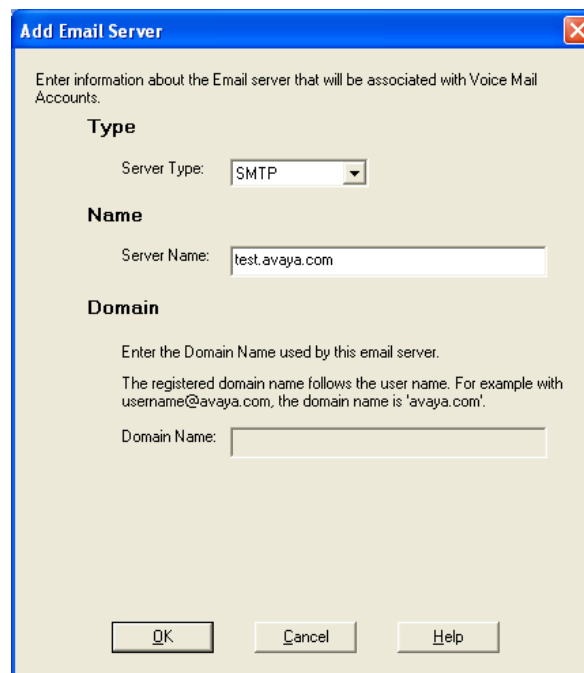 Add Email Server
Enter information about the Email server that will be associated with Voice Mail
Accounts.
Type
Server Type: SMTP
Name
Server Name: test.avaya.com
Domain
Enter the Domain Name used by this email server.
The registered domain name follows the user name. For example with
username@avaya.com, the domain name is 'avaya.com'.
Domain Name:
OK Cancel Help